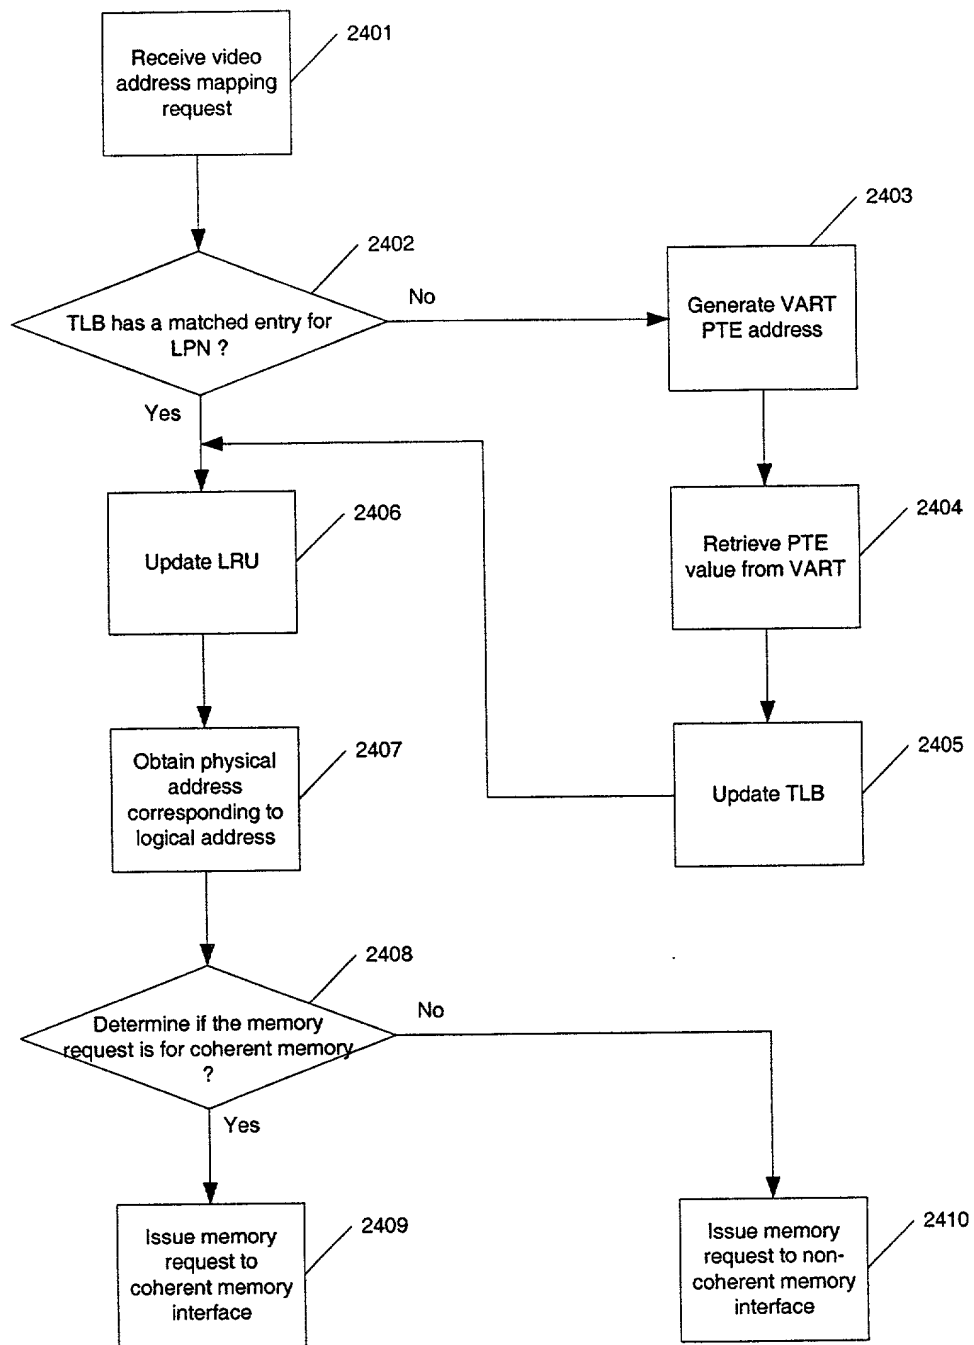 Receive video
address mapping
request
2401
TLB has a matched entry for
LPN ?
2402
No
Yes
Generate VART
PTE address
2403
Retrieve PTE
value from VART
2404
Update TLB
2405
Update LRU
2406
Obtain physical
address
corresponding to
logical address
2407
Determine if the memory
request is for coherent memory
?
2408
No
Yes
Issue memory
request to
coherent memory
interface
2409
Issue memory
request to non-
coherent memory
interface
2410